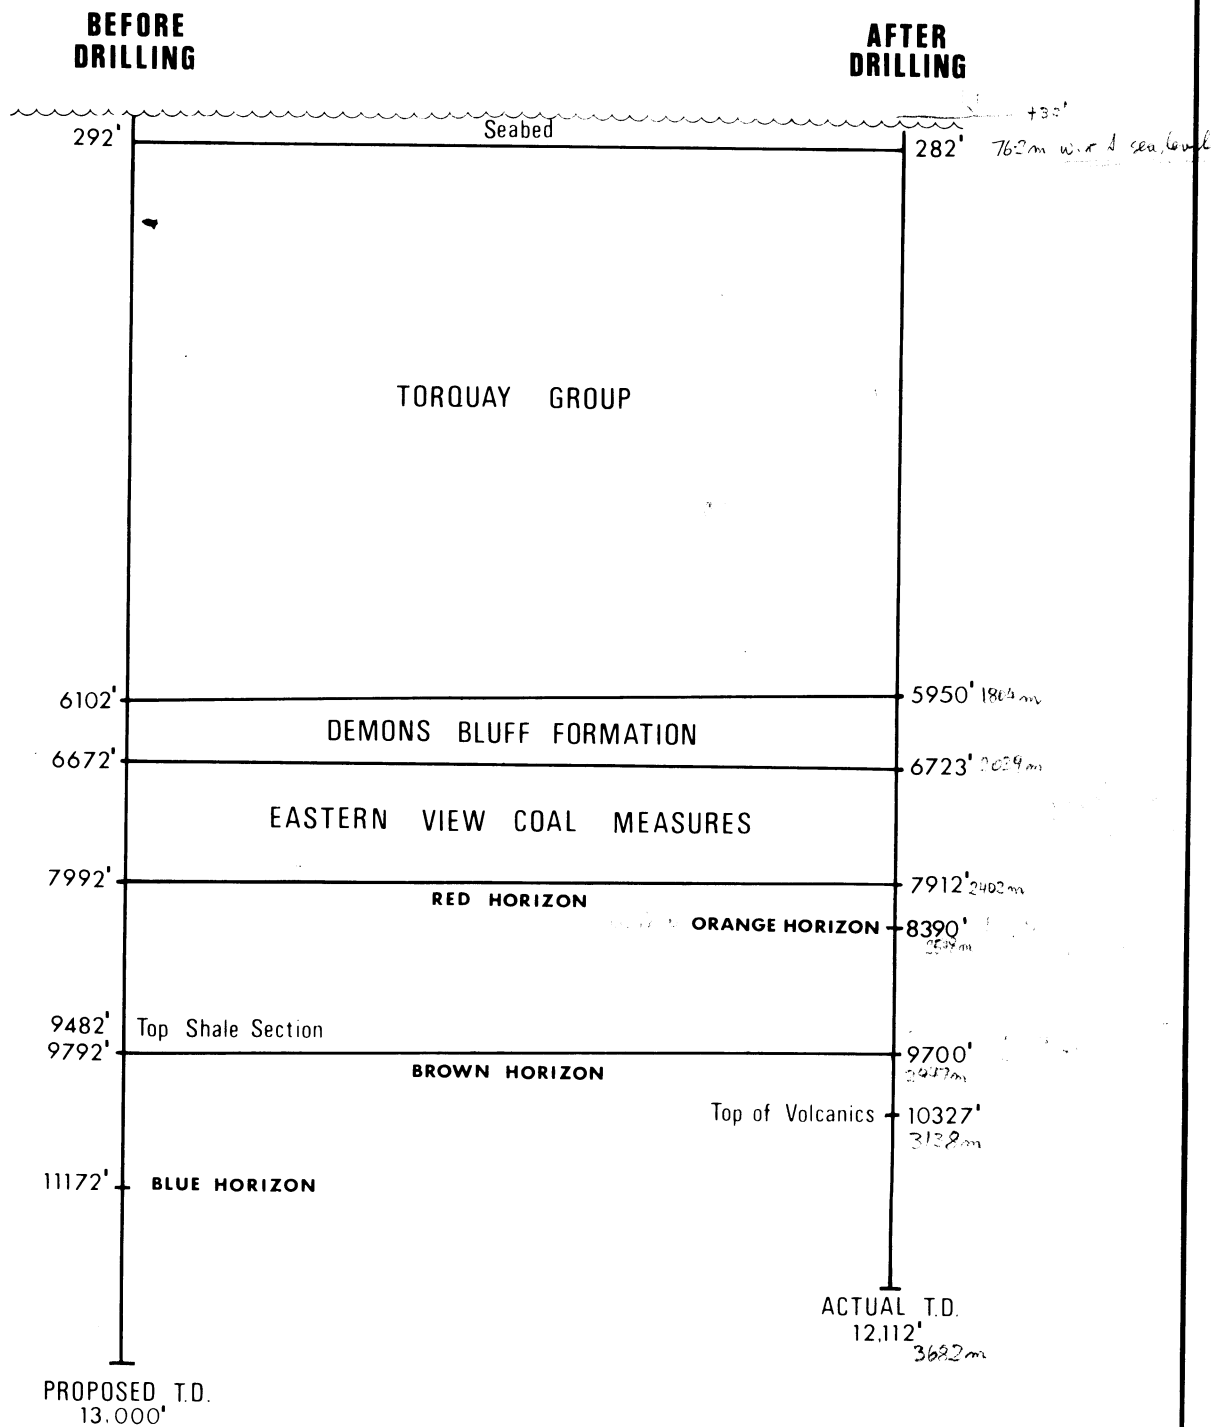 BEFORE
DRILLING
AFTER
DRILLING
292'
Seabed
282'
TORQUAY GROUP
6102'
5950' 1804m
DEMONS BLUFF FORMATION
6672'
6723'
EASTERN VIEW COAL MEASURES
7992'
7912' 2402m
RED HORIZON
ORANGE HORIZON
8390'
9482' Top Shale Section
9792'
9700'
BROWN HORIZON
Top of Volcanics 10327'
3138m
11172' BLUE HORIZON
ACTUAL T.D.
12,112'
3682m
PROPOSED T.D.
13.000'